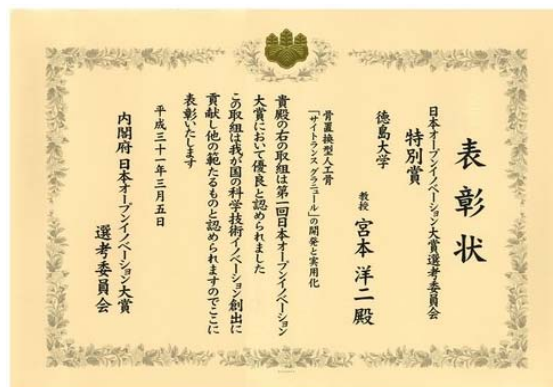 表彰状
日本オープンイノベーション大賞選考委員会
特別賞
徳島大学
教授 宮本 洋二 殿
骨置換型人工骨
「サイトランス グラニュール」の開発と実用化
貴殿の右の取組は第一回日本オープンイノベーション
大賞において優良と認められました
この取組は我が国の科学技術イノベーション創出に
貢献し他の範たるものと認められますのでここに
表彰いたします
平成三十一年三月五日
内閣府 日本オープンイノベーション大賞
選考委員会